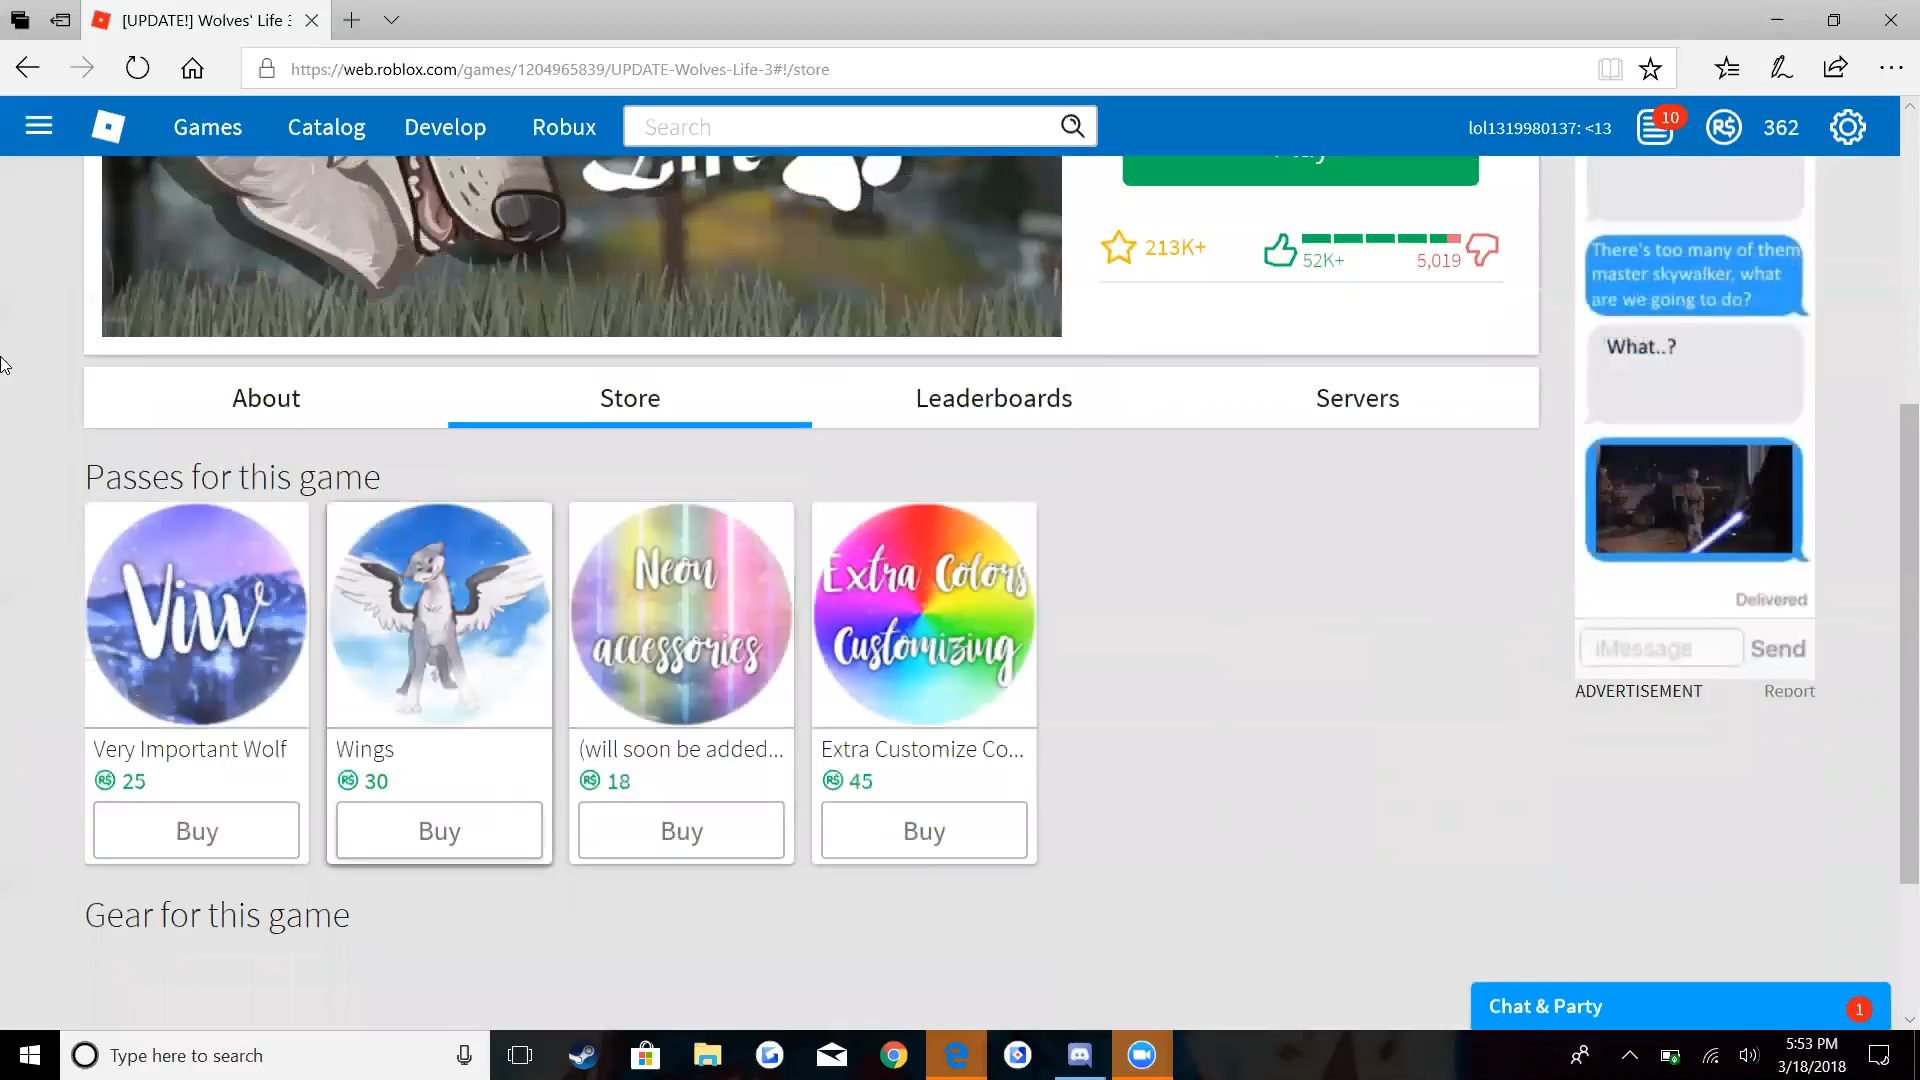 [UPDATE!] Wolves' Life 3
https://web.roblox.com/games/1204965839/UPDATE-Wolves-Life-3#!/store
Games Catalog Develop Robux Search lol1319980137: <13 10 R$ 362
Life
Play
213K+ 52K+ 5,019
There's too many of them
master skywalker, what
are we going to do?
What..?
Delivered
iMessage Send
ADVERTISEMENT Report
About Store Leaderboards Servers
Passes for this game
Viw
Neon
accessories
Extra Colors
Customizing
Very Important Wolf Wings (will soon be added... Extra Customize Co...
R$ 25 R$ 30 R$ 18 R$ 45
Buy Buy Buy Buy
Gear for this game
Chat & Party 1
Type here to search
5:53 PM
3/18/2018